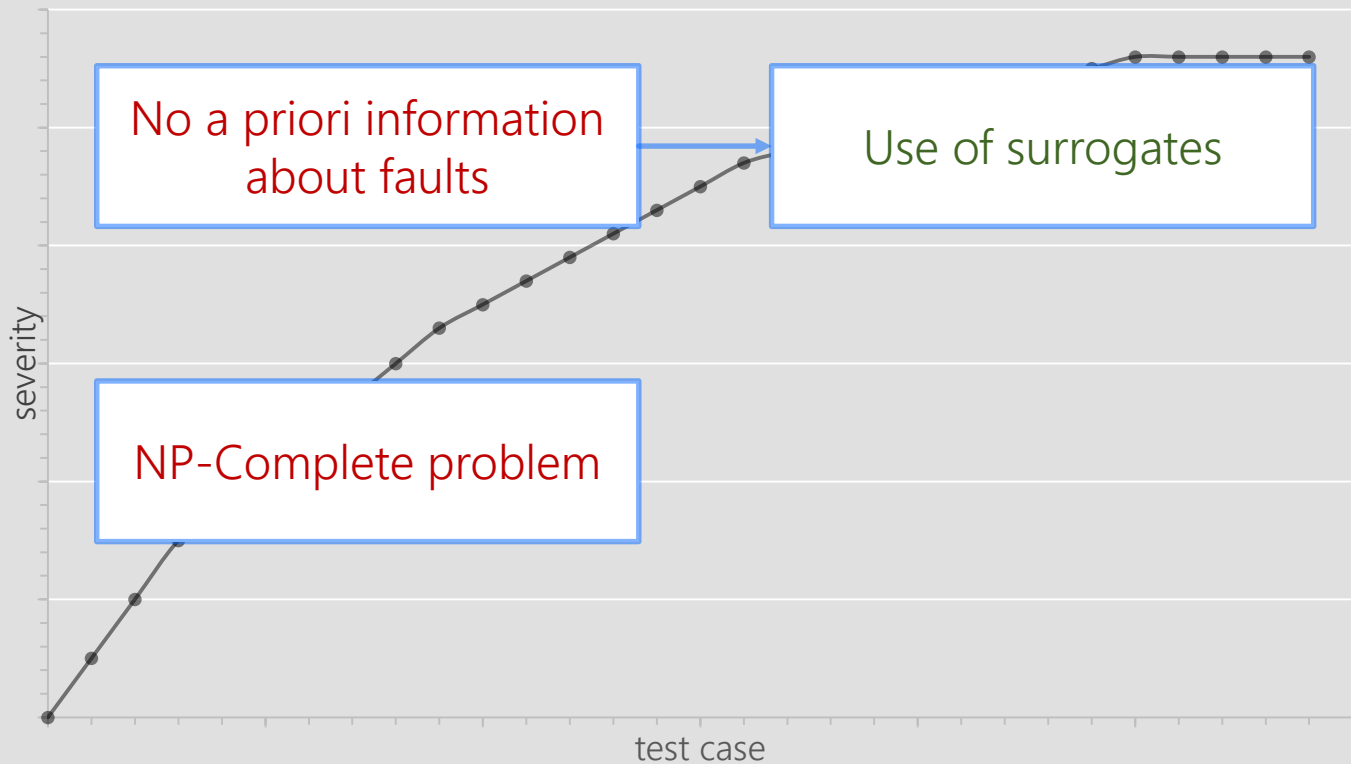 No a priori information
about faults
Use of surrogates
NP-Complete problem
severity
test case